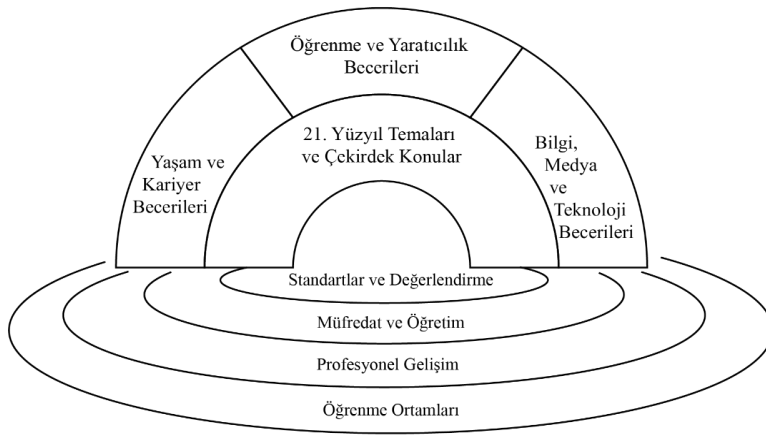 Öğrenme ve Yaratıcılık
Becerileri
21. Yüzyıl Temaları
ve Çekirdek Konular
Yaşam ve
Kariyer
Becerileri
Bilgi,
Medya
ve
Teknoloji
Becerileri
Standartlar ve Değerlendirme
Müfredat ve Öğretim
Profesyonel Gelişim
Öğrenme Ortamları